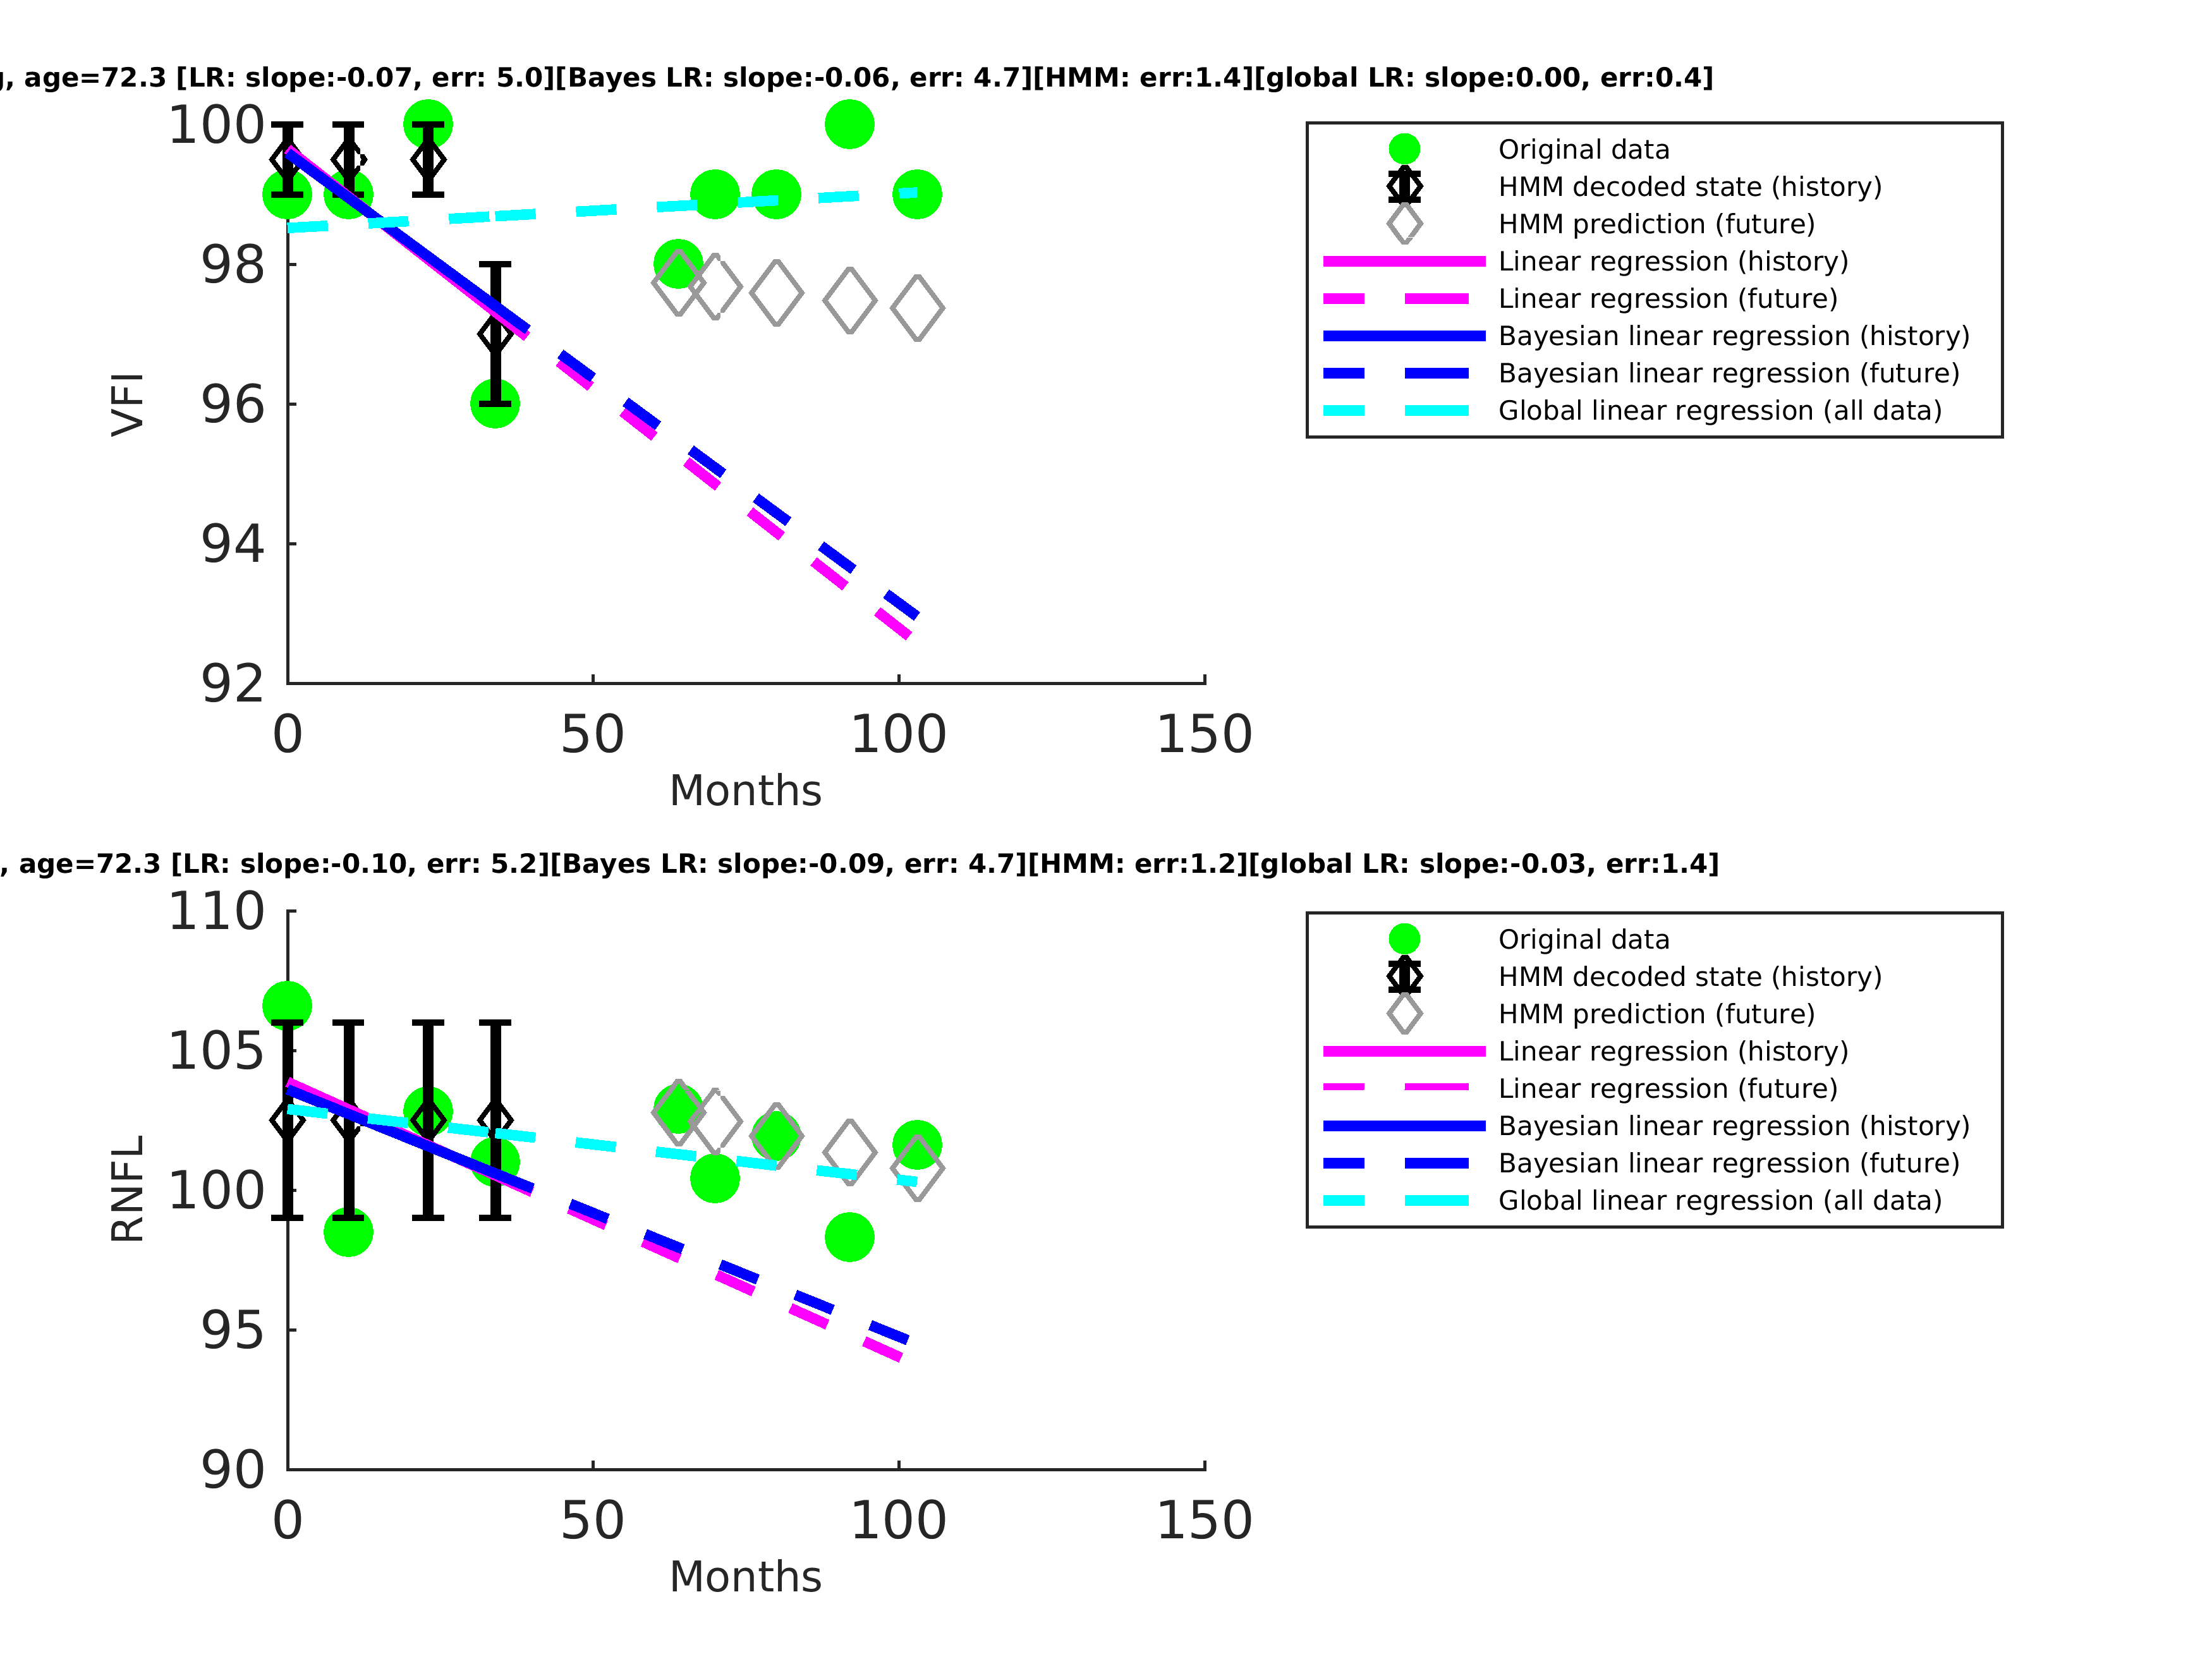 , age=72.3 [LR: slope:-0.07, err: 5.0][Bayes LR: slope:-0.06, err: 4.7][HMM: err:1.4][global LR: slope:0.00, err:0.4]
100
98
96
94
92
VFI
0 50 100 150
Months
Original data
HMM decoded state (history)
HMM prediction (future)
Linear regression (history)
Linear regression (future)
Bayesian linear regression (history)
Bayesian linear regression (future)
Global linear regression (all data)
, age=72.3 [LR: slope:-0.10, err: 5.2][Bayes LR: slope:-0.09, err: 4.7][HMM: err:1.2][global LR: slope:-0.03, err:1.4]
110
105
100
95
90
RNFL
0 50 100 150
Months
Original data
HMM decoded state (history)
HMM prediction (future)
Linear regression (history)
Linear regression (future)
Bayesian linear regression (history)
Bayesian linear regression (future)
Global linear regression (all data)